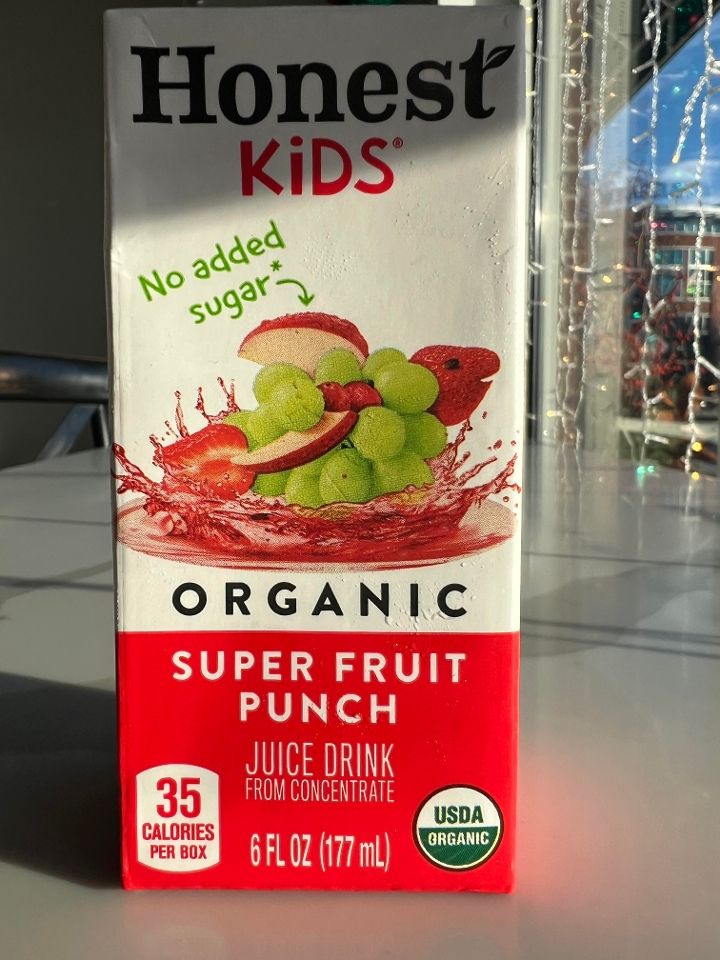 Honest
KiDS®
No added
sugar*
ORGANIC
SUPER FRUIT
PUNCH
JUICE DRINK
FROM CONCENTRATE
35
CALORIES
PER BOX
6 FL OZ (177 mL)
USDA
ORGANIC